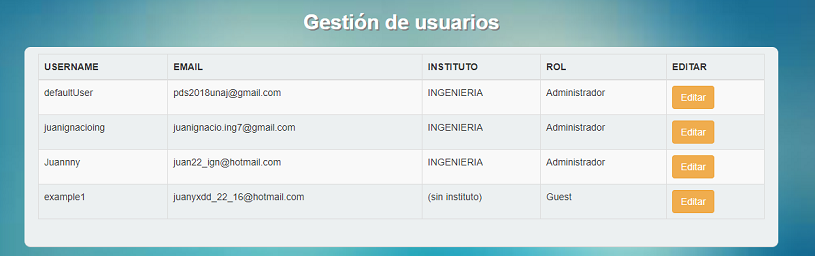 Gestión de usuarios
USERNAME EMAIL INSTITUTO ROL EDITAR
defaultUser pds2018unaj@gmail.com INGENIERIA Administrador Editar
juanignacioing juanignacio.ing7@gmail.com INGENIERIA Administrador Editar
Juannny juan22_ign@hotmail.com INGENIERIA Administrador Editar
example1 juanyxdd_22_16@hotmail.com (sin instituto) Guest Editar